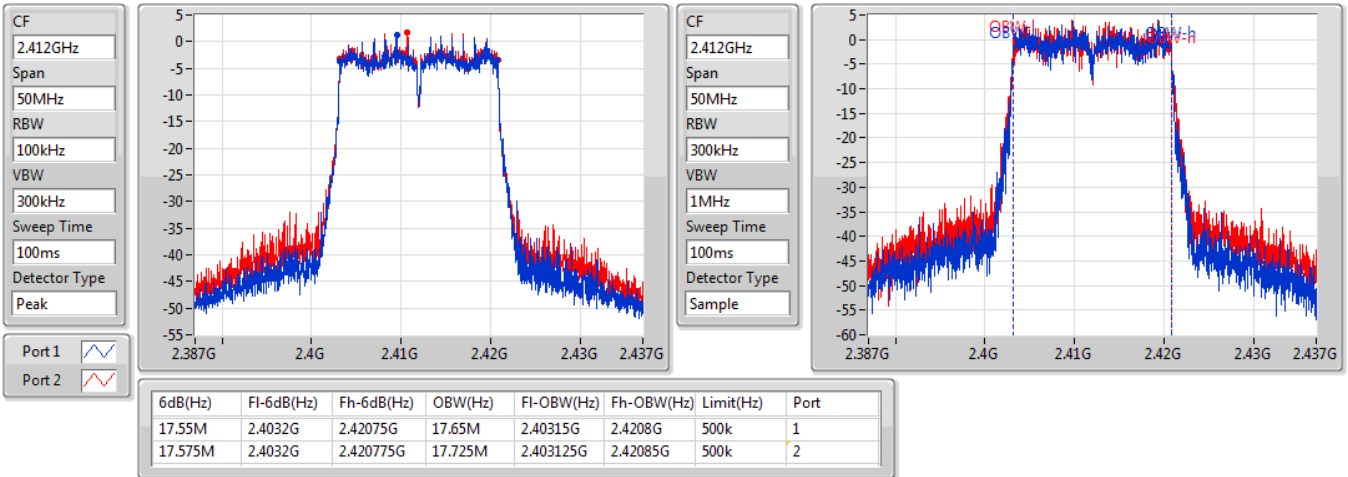 CF
2.412GHz
Span
50MHz
RBW
100kHz
VBW
300kHz
Sweep Time
100ms
Detector Type
Peak
Port 1
Port 2
5
0
-5
-10
-15
-20
-25
-30
-35
-40
-45
-50
-55
2.387G 2.4G 2.41G 2.42G 2.43G 2.437G
CF
2.412GHz
Span
50MHz
RBW
300kHz
VBW
1MHz
Sweep Time
100ms
Detector Type
Sample
5
0
-5
-10
-15
-20
-25
-30
-35
-40
-45
-50
-55
-60
OBW
OBW
OBW-h
OBW-h
2.387G 2.4G 2.41G 2.42G 2.43G 2.437G
6dB(Hz) Fl-6dB(Hz) Fh-6dB(Hz) OBW(Hz) Fl-OBW(Hz) Fh-OBW(Hz) Limit(Hz) Port
17.55M 2.4032G 2.42075G 17.65M 2.40315G 2.4208G 500k 1
17.575M 2.4032G 2.420775G 17.725M 2.403125G 2.42085G 500k 2